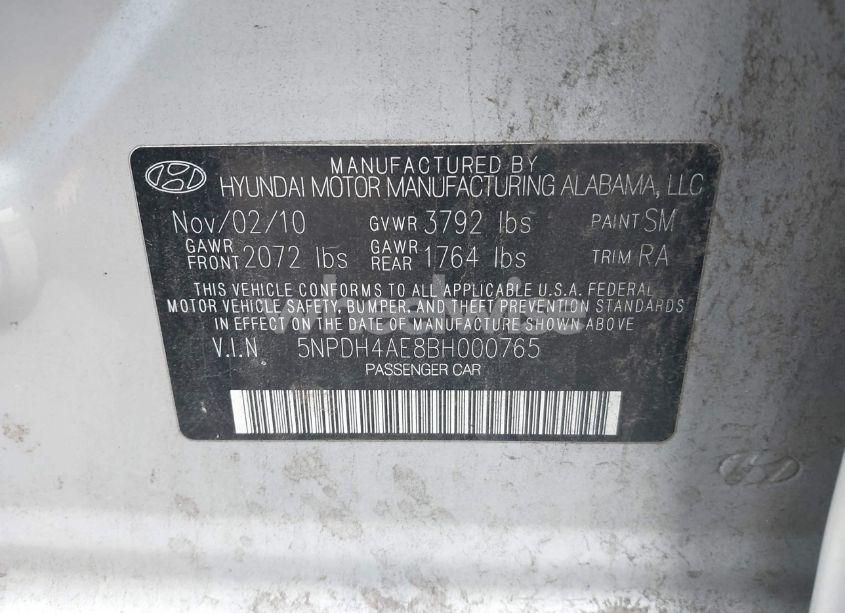 MANUFACTURED BY
HYUNDAI MOTOR MANUFACTURING ALABAMA, LLC
Nov/02/10 GVWR 3792 lbs PAINT SM
GAWR FRONT 2072 lbs GAWR REAR 1764 lbs TRIM RA
THIS VEHICLE CONFORMS TO ALL APPLICABLE U.S.A. FEDERAL
MOTOR VEHICLE SAFETY, BUMPER, AND THEFT PREVENTION STANDARDS
IN EFFECT ON THE DATE OF MANUFACTURE SHOWN ABOVE
V.I.N 5NPDH4AE8BH000765
PASSENGER CAR